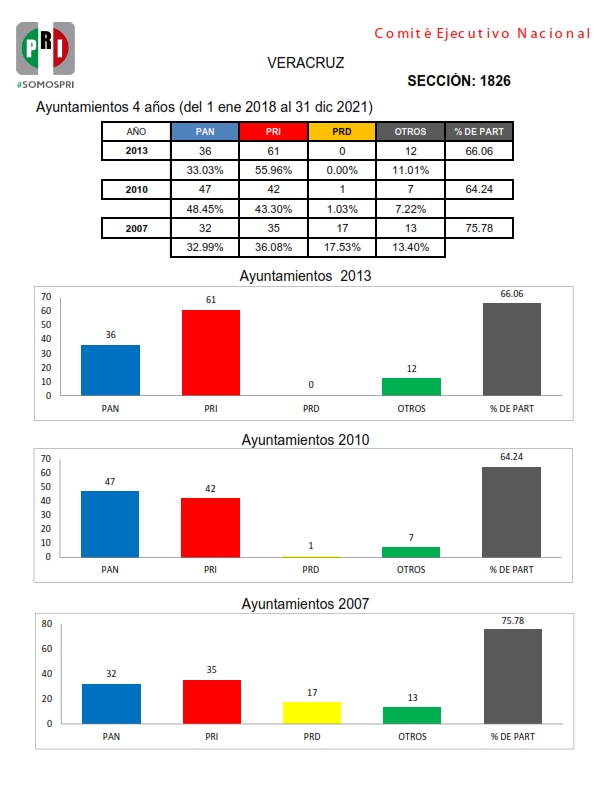 Comité Ejecutivo Nacional
PRI
#SOMOSPRI
VERACRUZ
SECCIÓN: 1826
Ayuntamientos 4 años (del 1 ene 2018 al 31 dic 2021)
AÑO PAN PRI PRD OTROS % DE PART
2013 36 61 0 12 66.06
33.03% 55.96% 0.00% 11.01%
2010 47 42 1 7 64.24
48.45% 43.30% 1.03% 7.22%
2007 32 35 17 13 75.78
32.99% 36.08% 17.53% 13.40%
Ayuntamientos 2013
70
60
50
40
30
20
10
0
36 61 0 12 66.06
PAN PRI PRD OTROS % DE PART
Ayuntamientos 2010
70
60
50
40
30
20
10
0
47 42 1 7 64.24
PAN PRI PRD OTROS % DE PART
Ayuntamientos 2007
80
60
40
20
0
32 35 17 13 75.78
PAN PRI PRD OTROS % DE PART